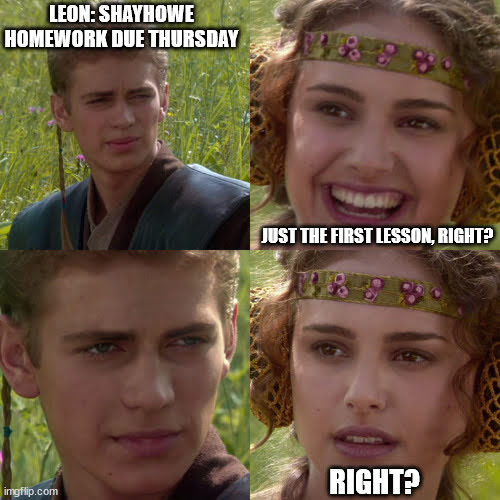 LEON: SHAYHOWE
HOMEWORK DUE THURSDAY
JUST THE FIRST LESSON, RIGHT?
RIGHT?
imgflip.com